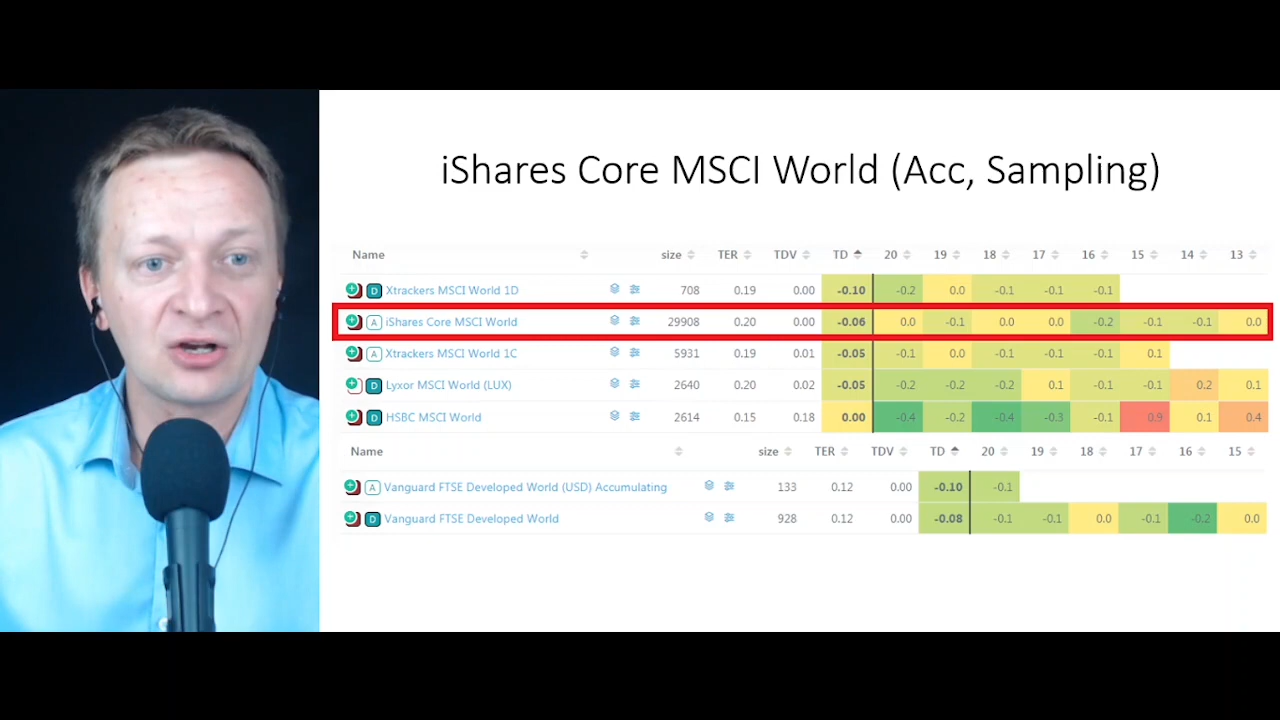 iShares Core MSCI World (Acc, Sampling)
Name size TER TDV TD 20 19 18 17 16 15 14 13
D Xtrackers MSCI World 1D 708 0.19 0.00 -0.10 -0.2 0.0 -0.1 -0.1 -0.1
A iShares Core MSCI World 29908 0.20 0.00 -0.06 0.0 -0.1 0.0 0.0 -0.2 -0.1 -0.1 0.0
A Xtrackers MSCI World 1C 5931 0.19 0.01 -0.05 -0.1 0.0 -0.1 -0.1 -0.1 0.1
D Lyxor MSCI World (LUX) 2640 0.20 0.02 -0.05 -0.2 -0.2 -0.2 0.1 -0.1 -0.1 0.2 0.1
D HSBC MSCI World 2614 0.15 0.18 0.00 -0.4 -0.2 -0.4 -0.3 -0.1 0.9 0.1 0.4
Name size TER TDV TD 20 19 18 17 16 15
A Vanguard FTSE Developed World (USD) Accumulating 133 0.12 0.00 -0.10 -0.1
D Vanguard FTSE Developed World 928 0.12 0.00 -0.08 -0.1 -0.1 0.0 -0.1 -0.2 0.0